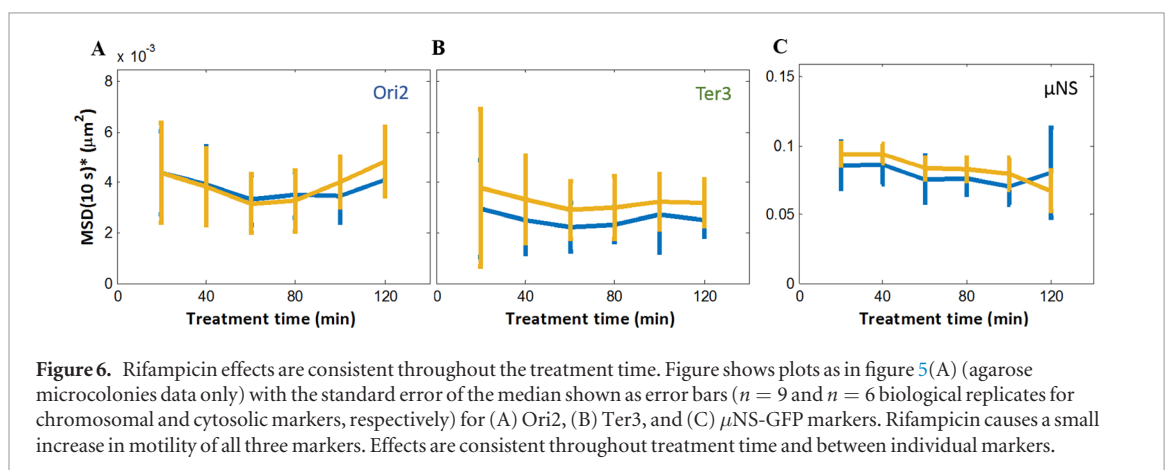 A
B
C
× 10⁻³
8
6
4
2
0
MSD(10 s)* (μm²)
Ori2
0 40 80 120
Treatment time (min)
Ter3
0 40 80 120
Treatment time (min)
0.15
0.1
0.05
0
μNS
0 40 80 120
Treatment time (min)
Figure 6. Rifampicin effects are consistent throughout the treatment time. Figure shows plots as in figure 5(A) (agarose
microcolonies data only) with the standard error of the median shown as error bars (n = 9 and n = 6 biological replicates for
chromosomal and cytosolic markers, respectively) for (A) Ori2, (B) Ter3, and (C) μNS-GFP markers. Rifampicin causes a small
increase in motility of all three markers. Effects are consistent throughout treatment time and between individual markers.